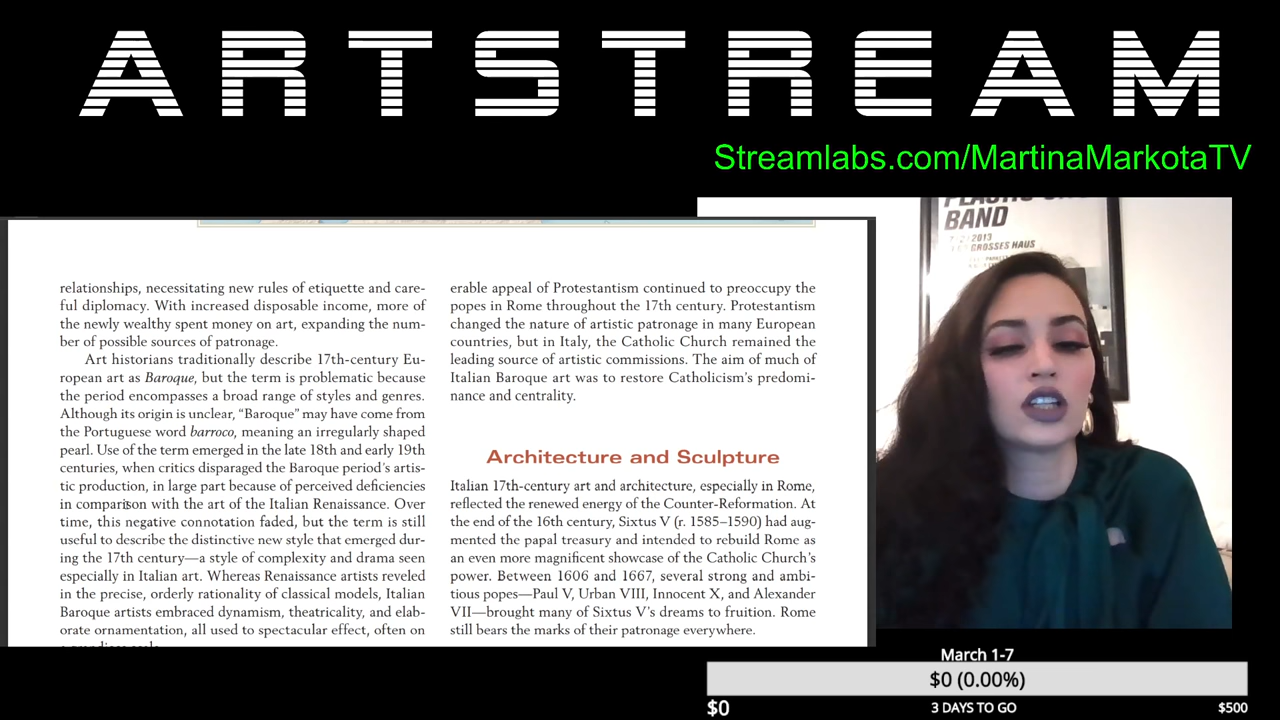 ARTSTREAM
Streamlabs.com/MartinaMarkotaTV
BAND
GROSSES HAUS
relationships, necessitating new rules of etiquette and care-
ful diplomacy. With increased disposable income, more of
the newly wealthy spent money on art, expanding the num-
ber of possible sources of patronage.
Art historians traditionally describe 17th-century Eu-
ropean art as Baroque, but the term is problematic because
the period encompasses a broad range of styles and genres.
Although its origin is unclear, “Baroque” may have come from
the Portuguese word barroco, meaning an irregularly shaped
pearl. Use of the term emerged in the late 18th and early 19th
centuries, when critics disparaged the Baroque period's artis-
tic production, in large part because of perceived deficiencies
in comparison with the art of the Italian Renaissance. Over
time, this negative connotation faded, but the term is still
useful to describe the distinctive new style that emerged dur-
ing the 17th century—a style of complexity and drama seen
especially in Italian art. Whereas Renaissance artists reveled
in the precise, orderly rationality of classical models, Italian
Baroque artists embraced dynamism, theatricality, and elab-
orate ornamentation, all used to spectacular effect, often on
erable appeal of Protestantism continued to preoccupy the
popes in Rome throughout the 17th century. Protestantism
changed the nature of artistic patronage in many European
countries, but in Italy, the Catholic Church remained the
leading source of artistic commissions. The aim of much of
Italian Baroque art was to restore Catholicism's predomi-
nance and centrality.
Architecture and Sculpture
Italian 17th-century art and architecture, especially in Rome,
reflected the renewed energy of the Counter-Reformation. At
the end of the 16th century, Sixtus V (r. 1585–1590) had aug-
mented the papal treasury and intended to rebuild Rome as
an even more magnificent showcase of the Catholic Church's
power. Between 1606 and 1667, several strong and ambi-
tious popes—Paul V, Urban VIII, Innocent X, and Alexander
VII—brought many of Sixtus V's dreams to fruition. Rome
still bears the marks of their patronage everywhere.
March 1-7
$0 (0.00%)
$0
3 DAYS TO GO
$500